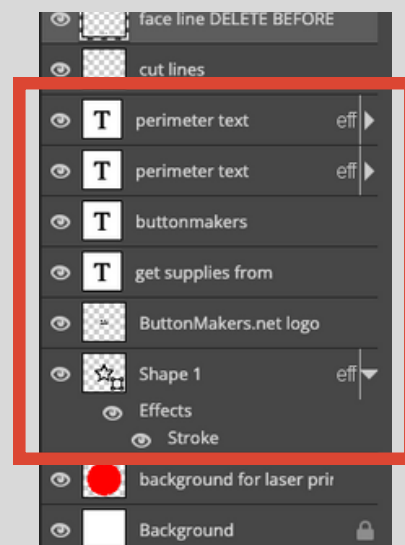 face line DELETE BEFORE
cut lines
T perimeter text eff
T perimeter text eff
T buttonmakers
T get supplies from
ButtonMakers.net logo
Shape 1 eff
Effects
Stroke
background for laser prir
Background